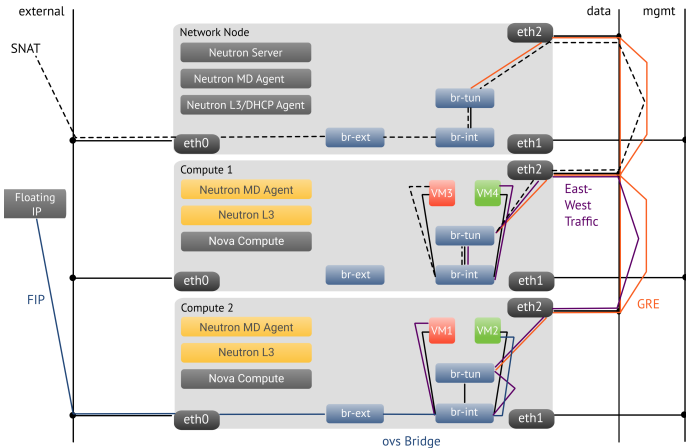 external
data
mgmt
SNAT
Network Node
eth2
Neutron Server
Neutron MD Agent
Neutron L3/DHCP Agent
br-tun
eth0
br-ext
br-int
eth1
Compute 1
eth2
Neutron MD Agent
VM3
VM4
East-
West
Traffic
Floating
IP
Neutron L3
Nova Compute
br-tun
eth0
br-ext
br-int
eth1
FIP
Compute 2
eth2
GRE
Neutron MD Agent
VM1
VM2
Neutron L3
Nova Compute
br-tun
eth0
br-ext
br-int
eth1
ovs Bridge